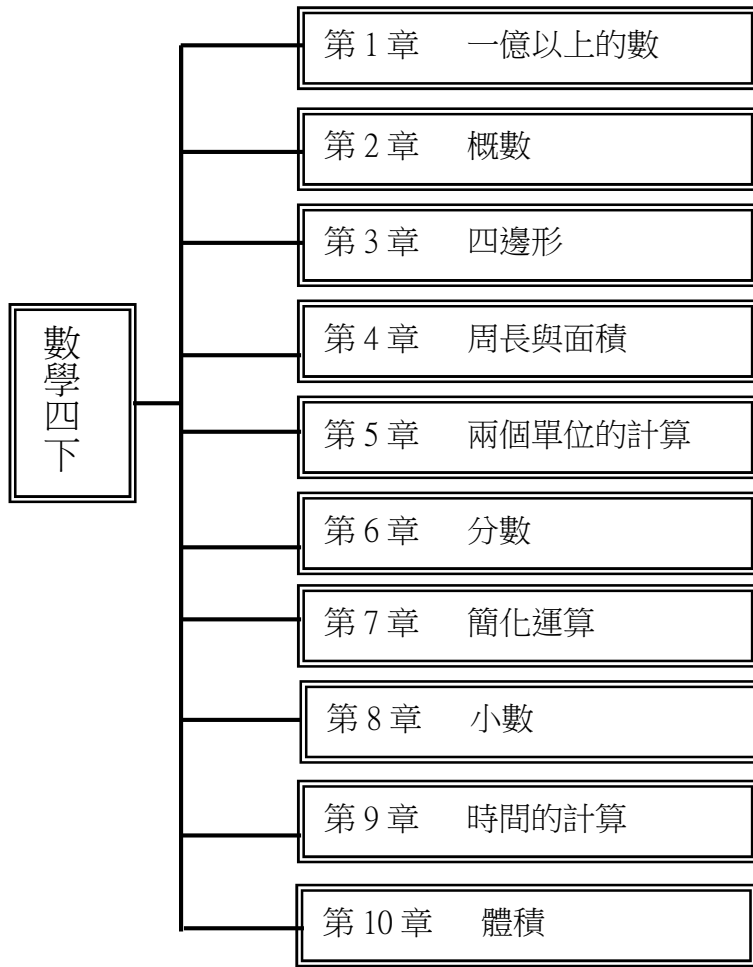 數學四下
第 1 章 一億以上的數
第 2 章 概數
第 3 章 四邊形
第 4 章 周長與面積
第 5 章 兩個單位的計算
第 6 章 分數
第 7 章 簡化運算
第 8 章 小數
第 9 章 時間的計算
第 10 章 體積